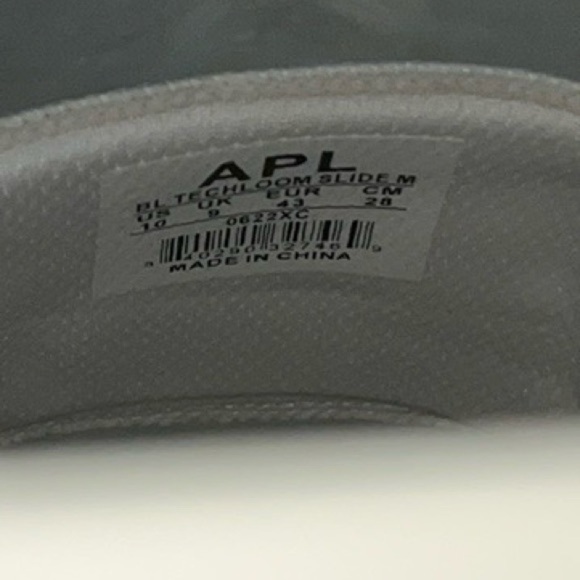 APL
BL TECHLOOM SLIDE M
US UK EUR CM
10 9 43 28
0622XC
MADE IN CHINA